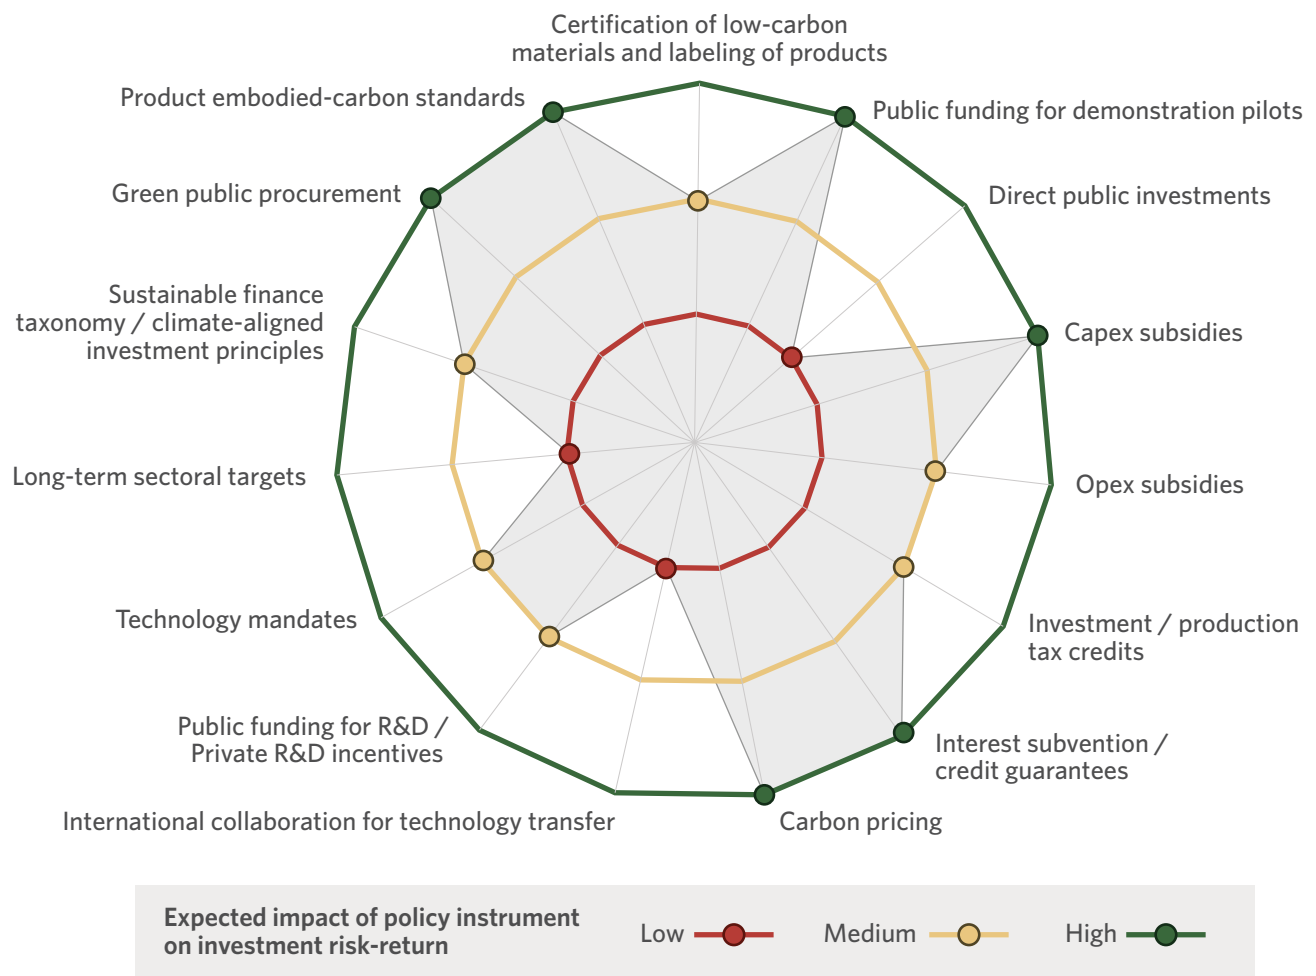 Certification of low-carbon
materials and labeling of products
Product embodied-carbon standards
Public funding for demonstration pilots
Green public procurement
Direct public investments
Sustainable finance
taxonomy / climate-aligned
investment principles
Capex subsidies
Long-term sectoral targets
Opex subsidies
Technology mandates
Investment / production
tax credits
Public funding for R&D /
Private R&D incentives
Interest subvention /
credit guarantees
International collaboration for technology transfer
Carbon pricing
Expected impact of policy instrument
on investment risk-return
Low
Medium
High